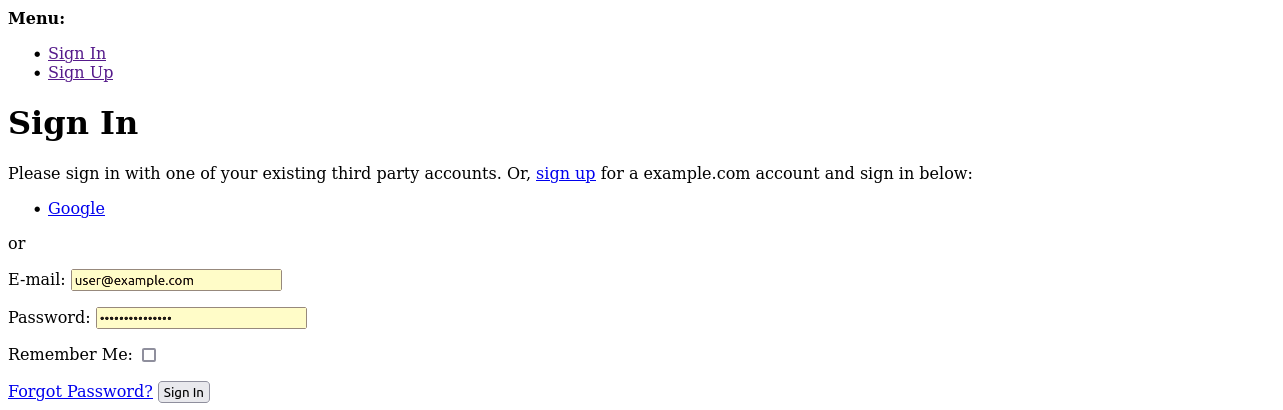 Menu:
Sign In
Sign Up
Sign In
Please sign in with one of your existing third party accounts. Or, sign up for a example.com account and sign in below:
Google
or
E-mail: user@example.com
Password: •••••••••••••••
Remember Me:
Forgot Password? Sign In